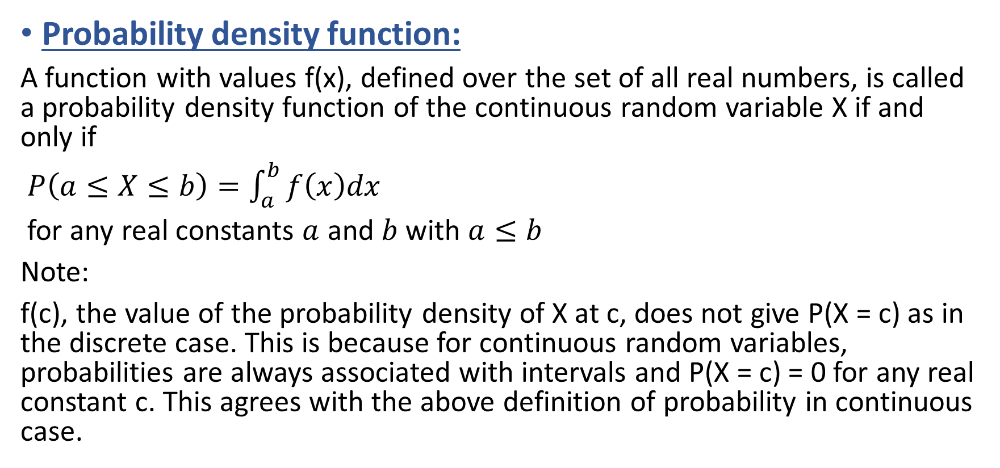 • Probability density function:
A function with values f(x), defined over the set of all real numbers, is called
a probability density function of the continuous random variable X if and
only if
P(a ≤ X ≤ b) = ∫_a^b f(x)dx
for any real constants a and b with a ≤ b
Note:
f(c), the value of the probability density of X at c, does not give P(X = c) as in
the discrete case. This is because for continuous random variables,
probabilities are always associated with intervals and P(X = c) = 0 for any real
constant c. This agrees with the above definition of probability in continuous
case.